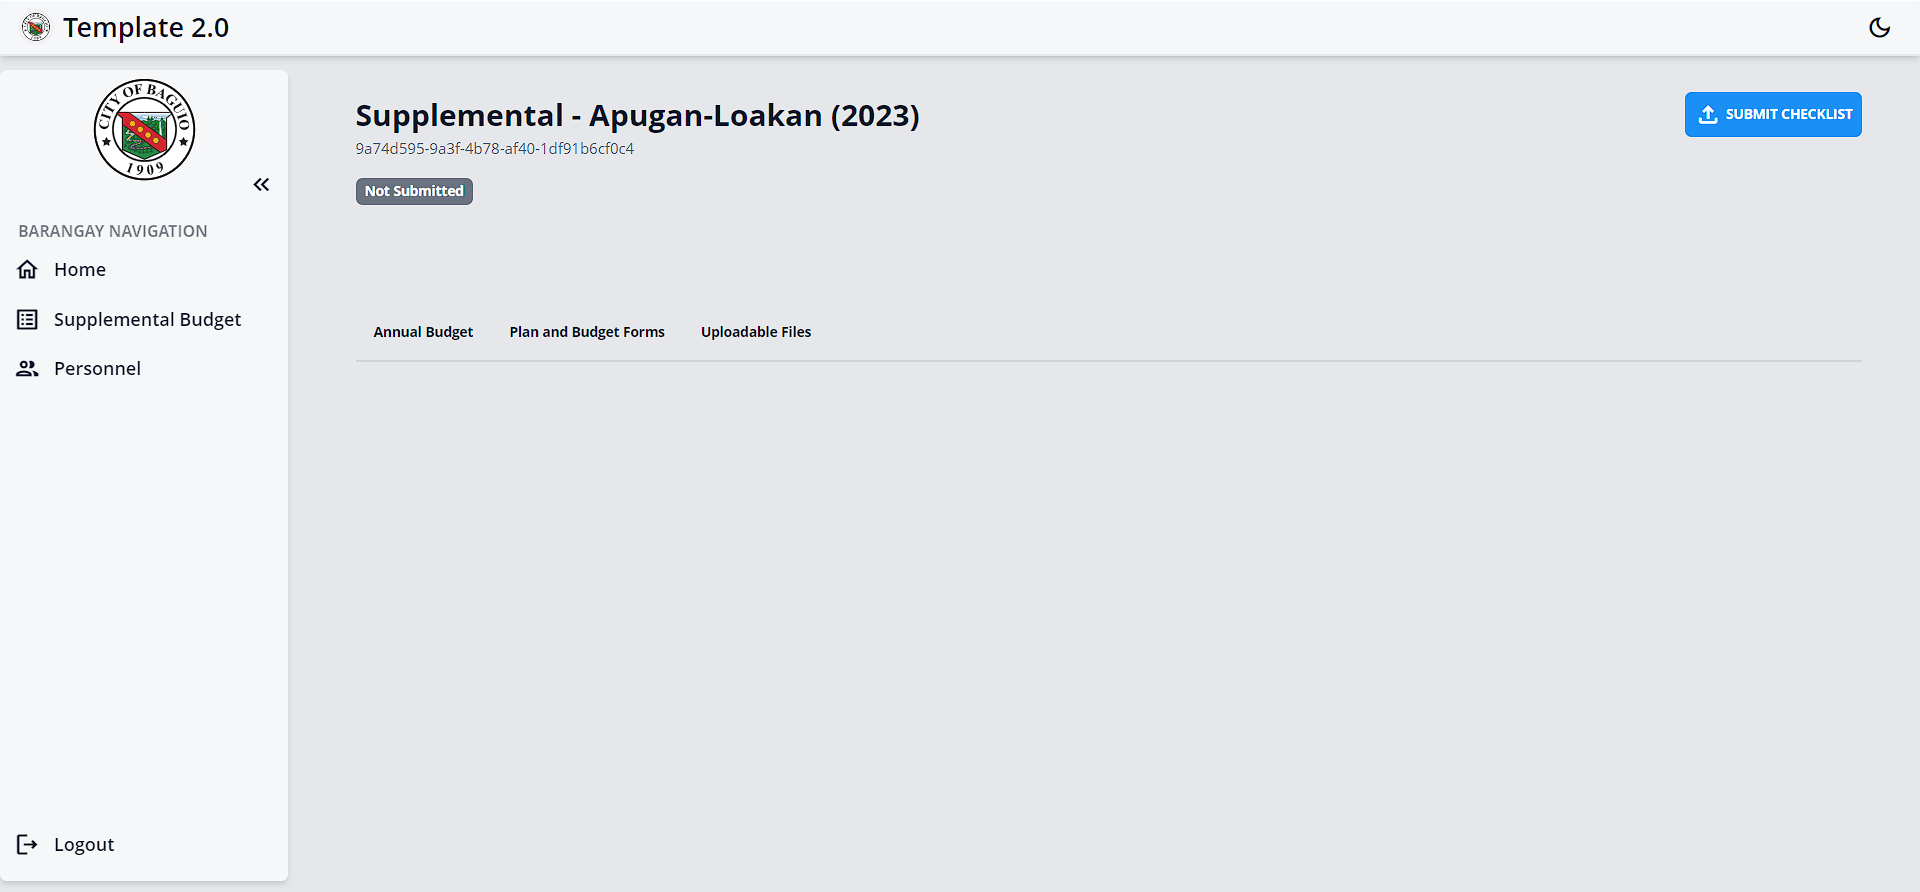 Template 2.0
CITY OF BAGUIO
1909
BARANGAY NAVIGATION
Home
Supplemental Budget
Personnel
Logout
Supplemental - Apugan-Loakan (2023)
9a74d595-9a3f-4b78-af40-1df91b6cf0c4
Not Submitted
SUBMIT CHECKLIST
Annual Budget
Plan and Budget Forms
Uploadable Files